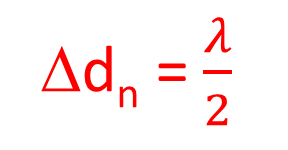 Δdₙ = λ/2